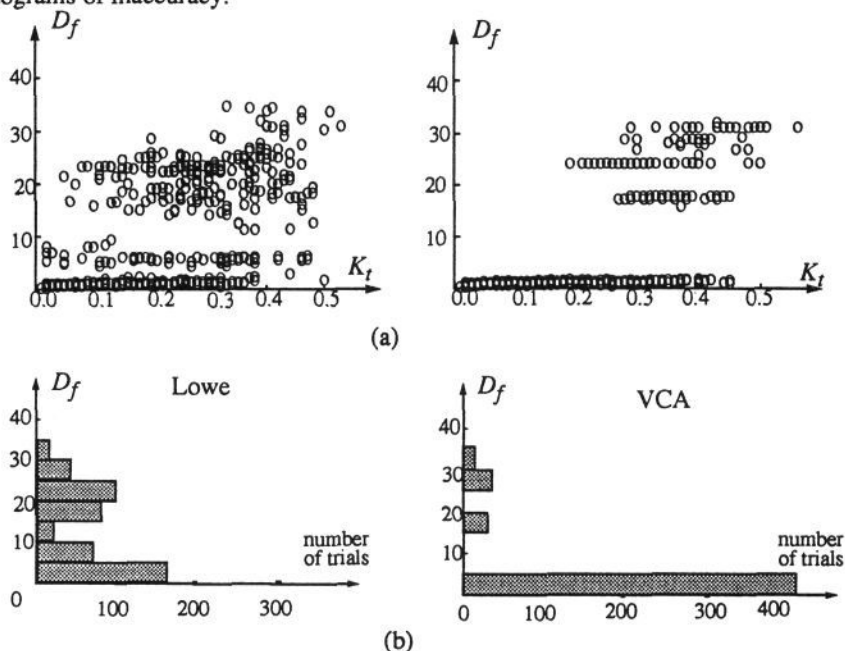 ograms of inaccuracy.
D_f
40
30
20
10
0.0 0.1 0.2 0.3 0.4 0.5
K_t
D_f
40
30
20
10
0.0 0.1 0.2 0.3 0.4 0.5
K_t
(a)
D_f
Lowe
40
30
20
10
0
100 200 300
number
of trials
D_f
VCA
40
30
20
10
0 100 200 300 400
number
of trials
(b)